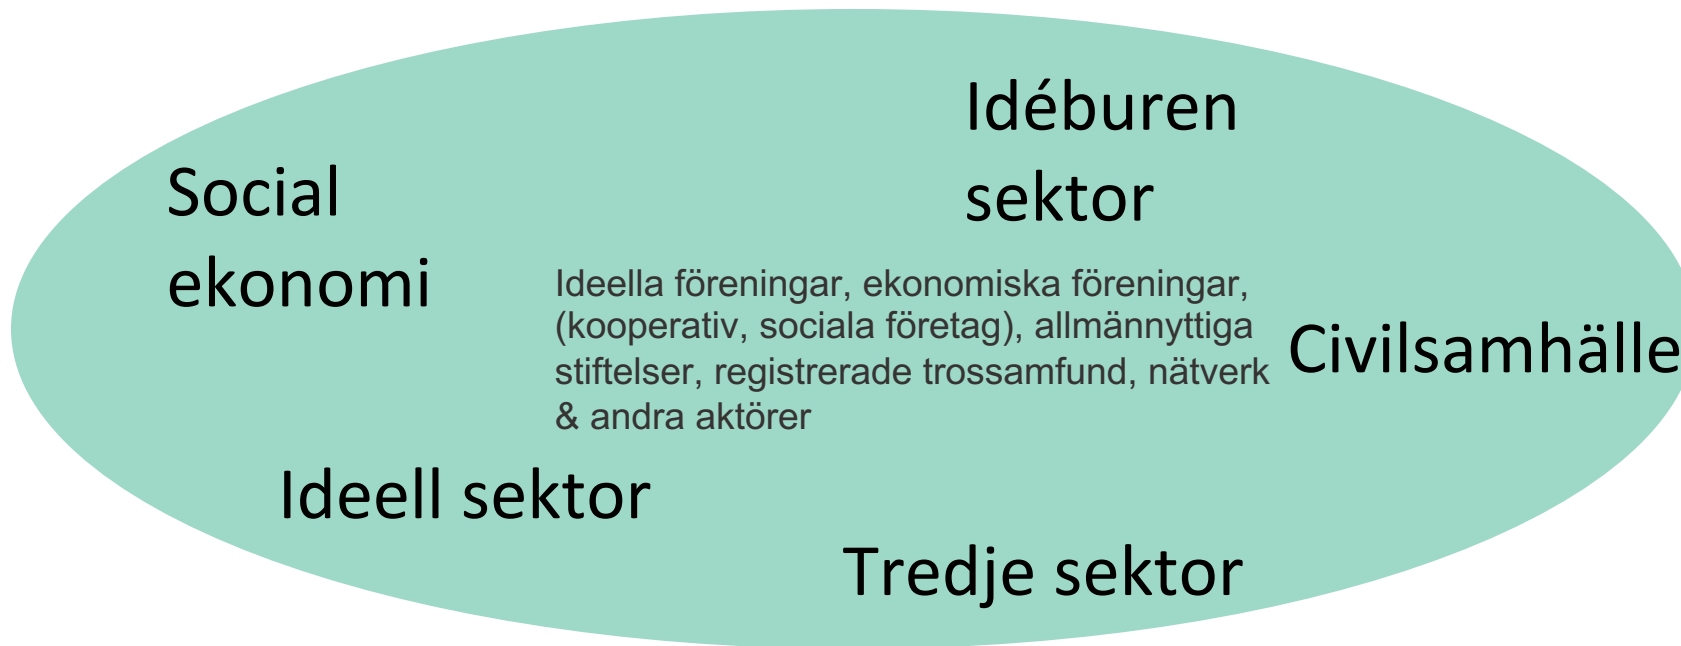 Idéburen
sektor
Social
ekonomi
Ideella föreningar, ekonomiska föreningar,
(kooperativ, sociala företag), allmännyttiga
stiftelser, registrerade trossamfund, nätverk
& andra aktörer
Civilsamhälle
Ideell sektor
Tredje sektor